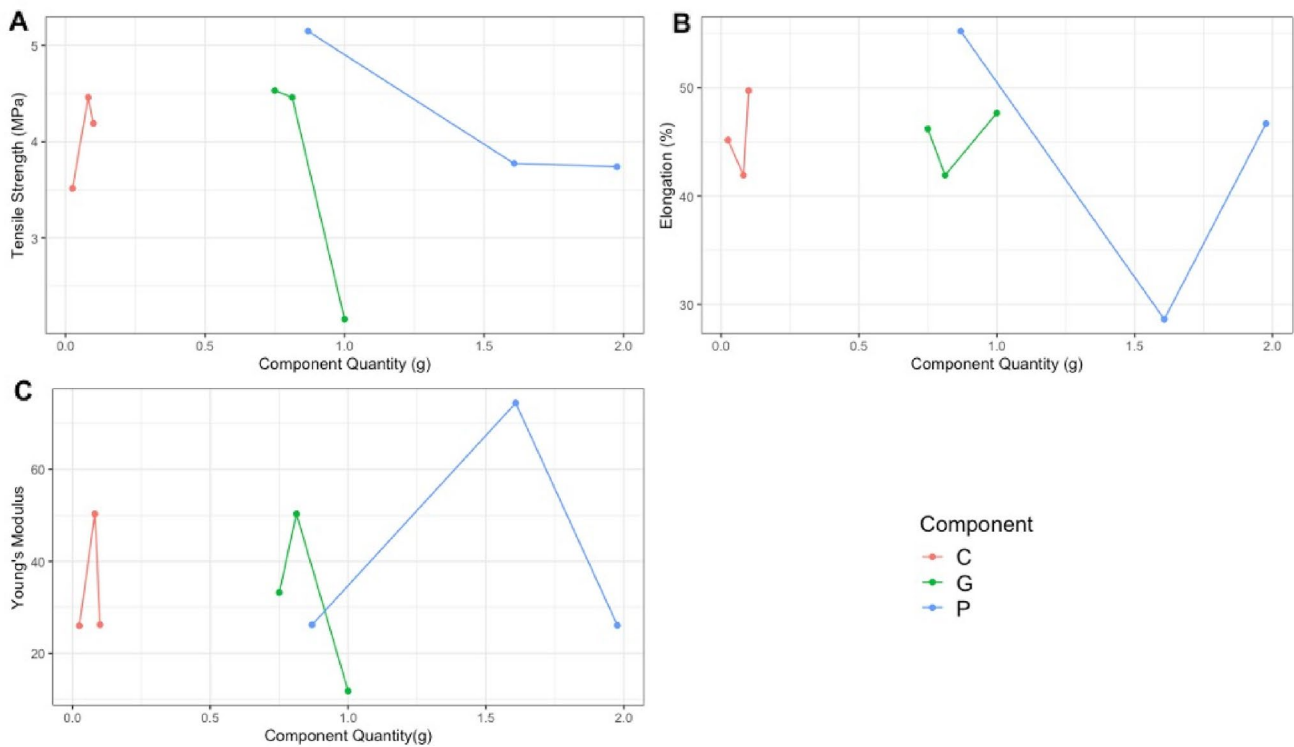 A
Tensile Strength (MPa)
5
4
3
0.0 0.5 1.0 1.5 2.0
Component Quantity (g)
B
Elongation (%)
50
40
30
0.0 0.5 1.0 1.5 2.0
Component Quantity (g)
C
Young's Modulus
60
40
20
0.0 0.5 1.0 1.5 2.0
Component Quantity(g)
Component
C
G
P